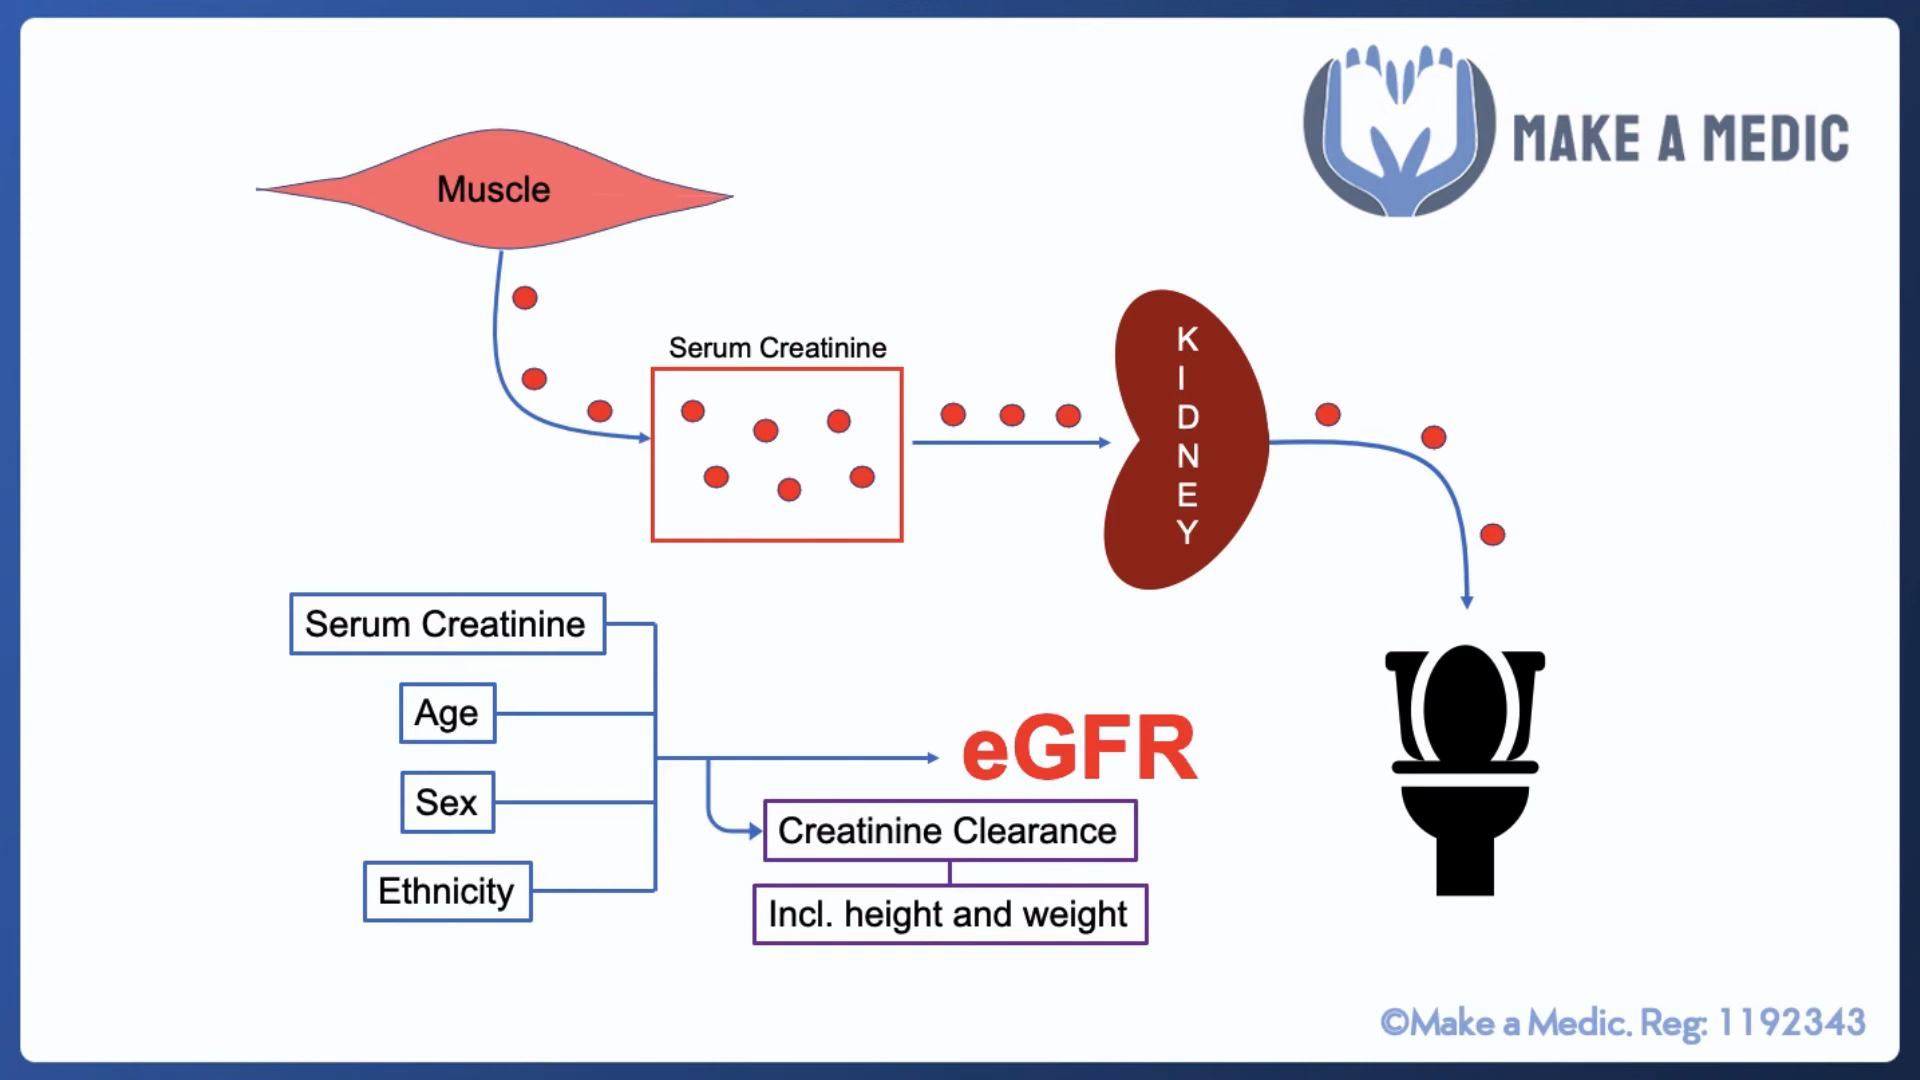 MAKE A MEDIC
Muscle
Serum Creatinine
KIDNEY
Serum Creatinine
Age
Sex
Ethnicity
eGFR
Creatinine Clearance
Incl. height and weight
©Make a Medic. Reg: 1192343